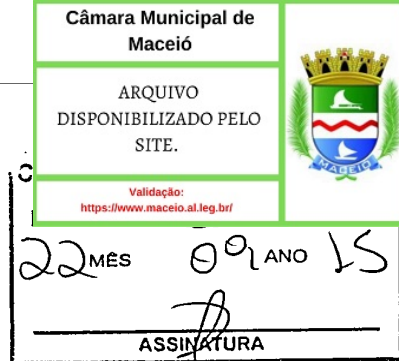 Câmara Municipal de
Maceió
ARQUIVO
DISPONIBILIZADO PELO
SITE.
Validação:
https://www.maceio.al.leg.br/
MACEIÓ
22 MÊS 09 ANO 15
ASSINATURA